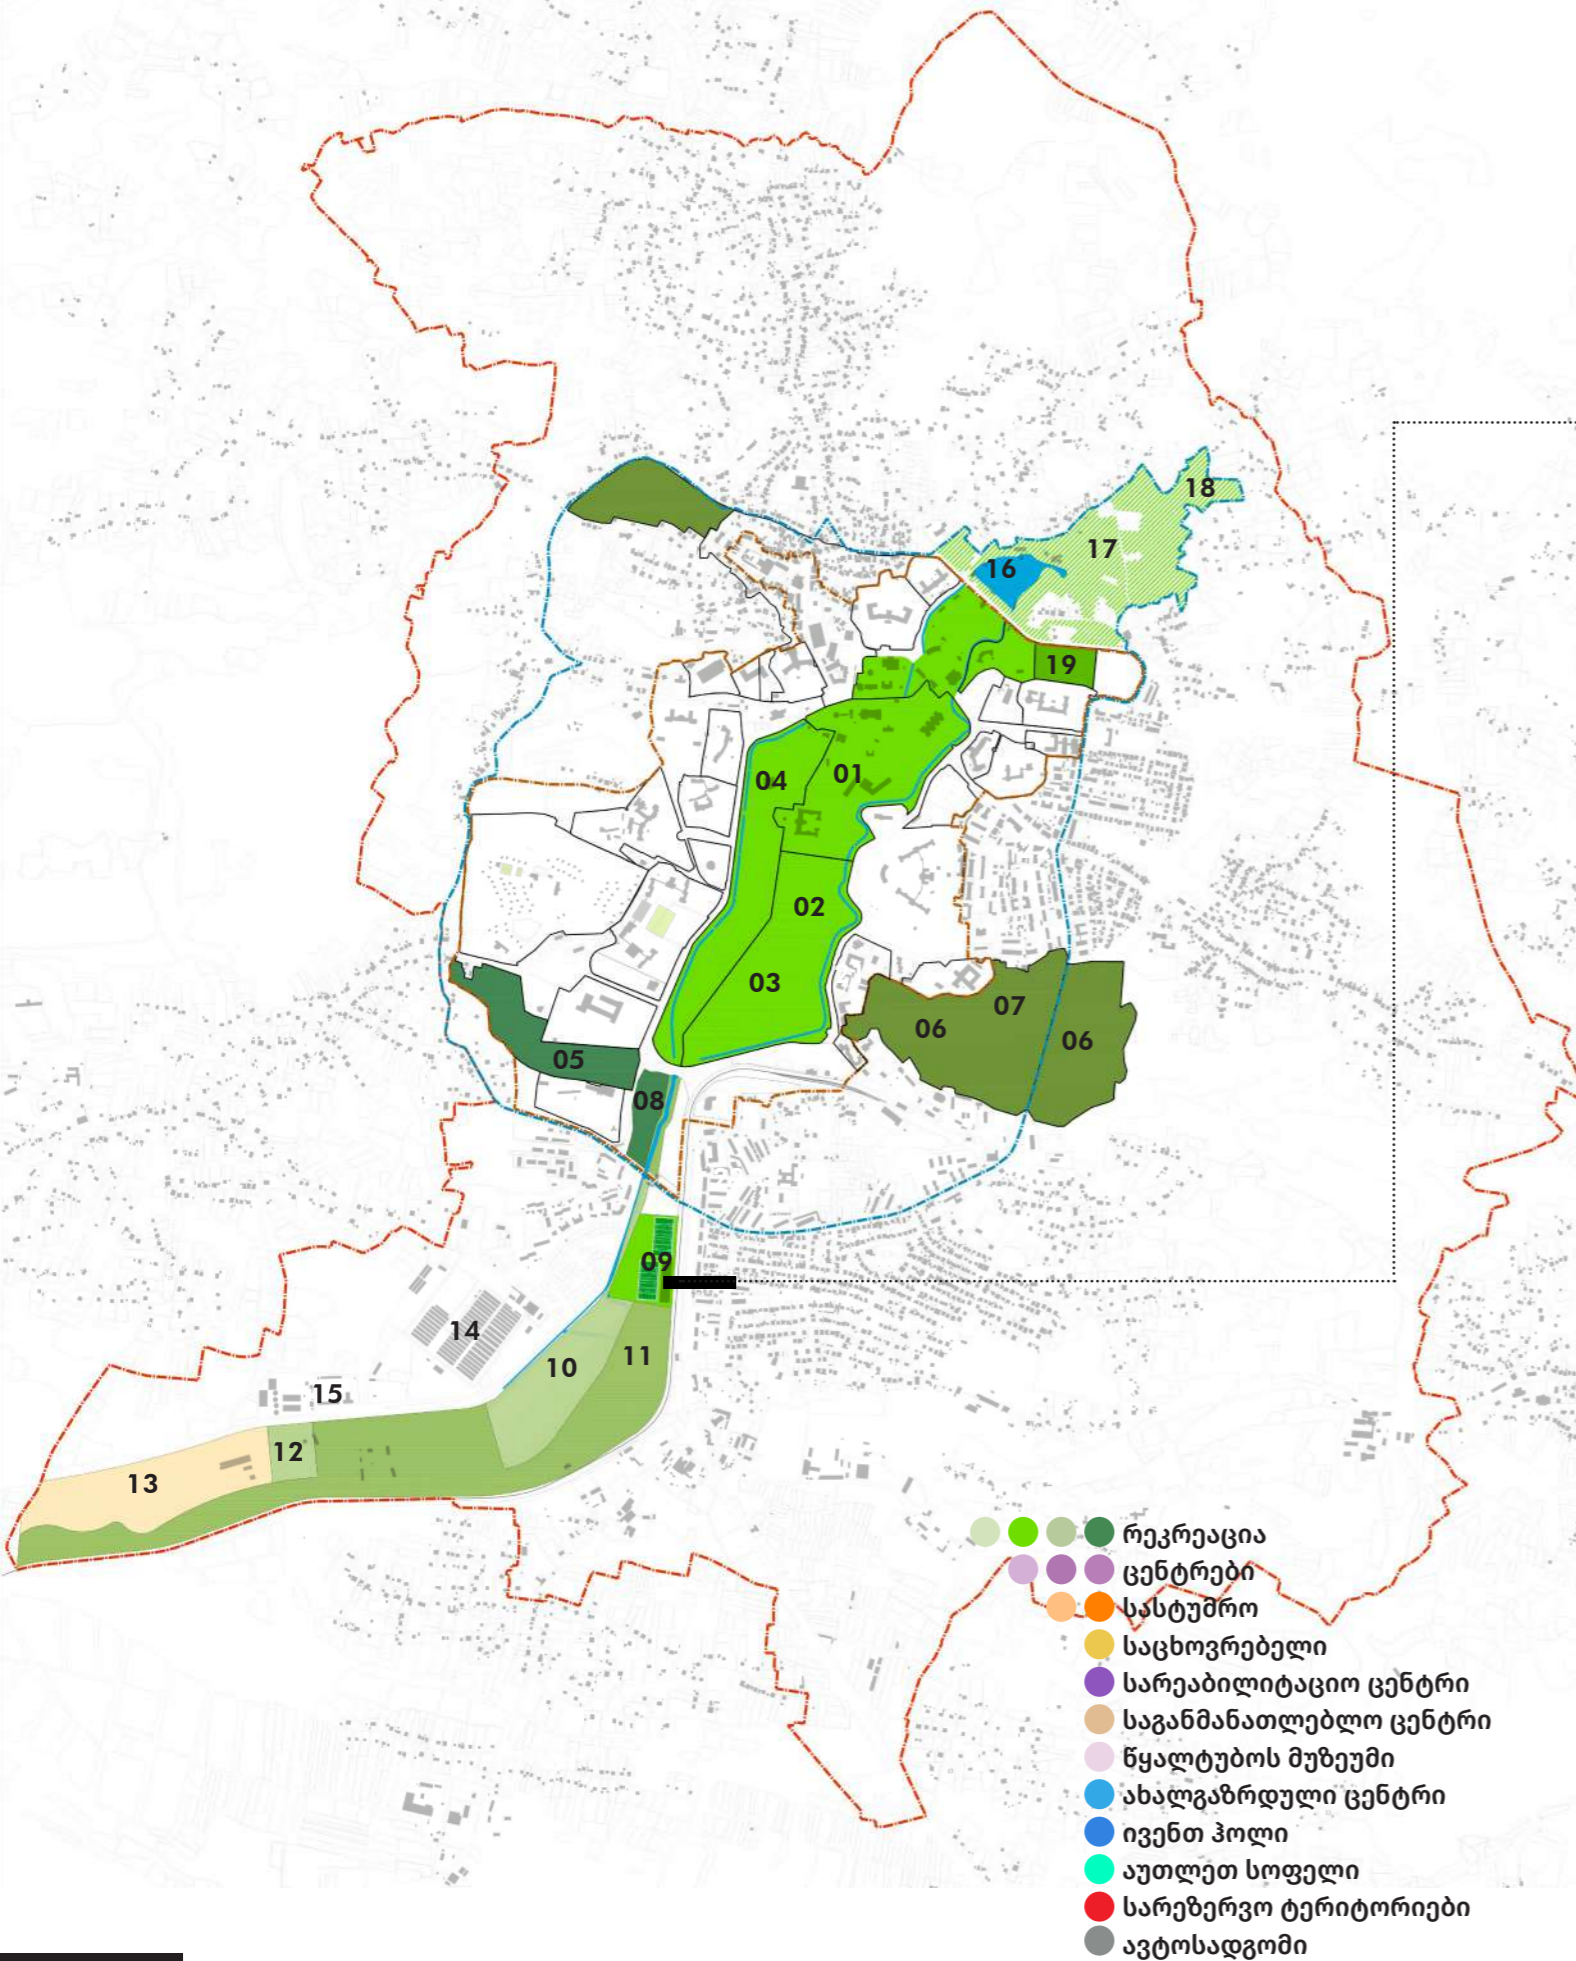 18
17
16
19
01
04
02
03
07
06
06
05
08
09
14
11
10
15
12
13
რეკრეაცია
ცენტრები
სასტუმრო
საცხოვრებელი
სარეაბილიტაციო ცენტრი
საგანმანათლებლო ცენტრი
წყალტუბოს მუზეუმი
ახალგაზრდული ცენტრი
ივენთ ჰოლი
აუთლეთ სოფელი
სარეზერვო ტერიტორიები
ავტოსადგომი